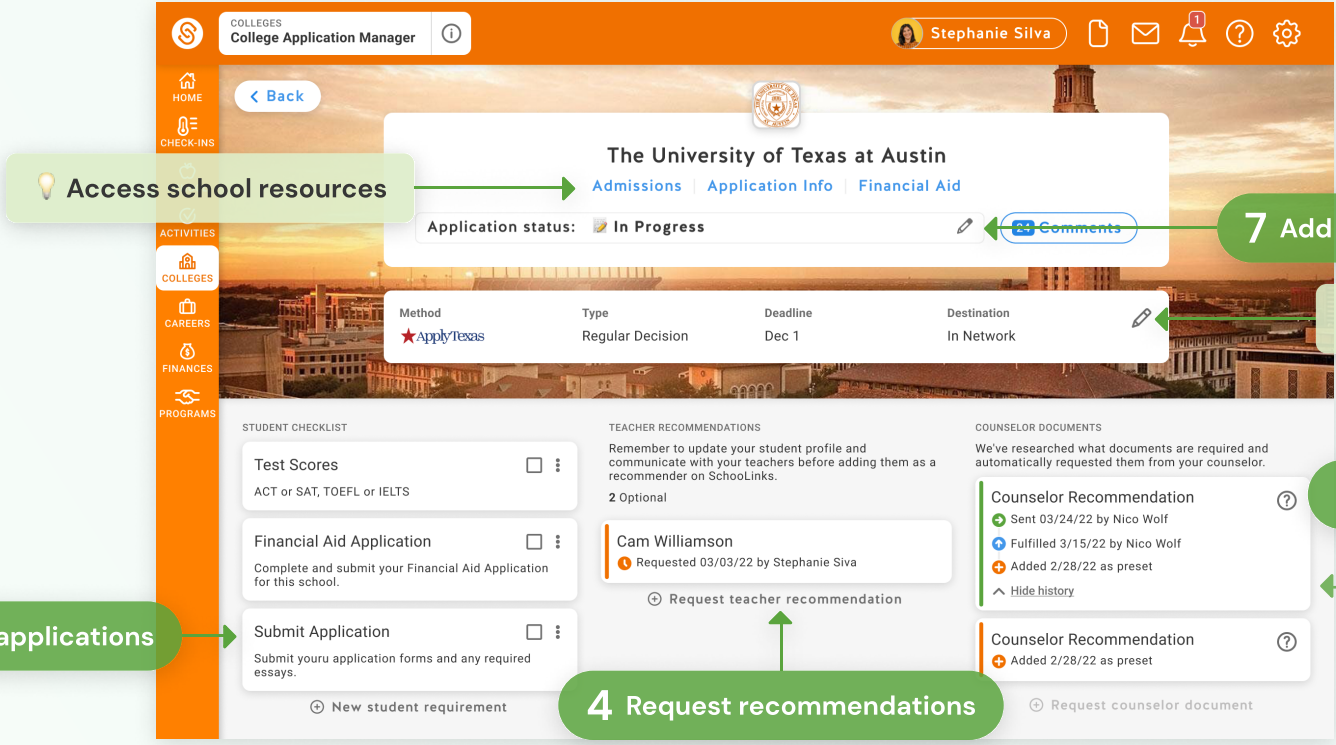 COLLEGES
College Application Manager
Stephanie Silva
1
HOME
CHECK-INS
ACTIVITIES
COLLEGES
CAREERS
FINANCES
PROGRAMS
Back
The University of Texas at Austin
Admissions
Application Info
Financial Aid
Access school resources
Application status: In Progress
24 Comments
7 Add
Method
ApplyTexas
Type
Regular Decision
Deadline
Dec 1
Destination
In Network
STUDENT CHECKLIST
Test Scores
ACT or SAT, TOEFL or IELTS
Financial Aid Application
Complete and submit your Financial Aid Application
for this school.
Submit Application
Submit youru application forms and any required
essays.
New student requirement
applications
TEACHER RECOMMENDATIONS
Remember to update your student profile and
communicate with your teachers before adding them as a
recommender on SchooLinks.
2 Optional
Cam Williamson
Requested 03/03/22 by Stephanie Siva
Request teacher recommendation
4 Request recommendations
COUNSELOR DOCUMENTS
We've researched what documents are required and
automatically requested them from your counselor.
Counselor Recommendation
Sent 03/24/22 by Nico Wolf
Fulfilled 3/15/22 by Nico Wolf
Added 2/28/22 as preset
Hide history
Counselor Recommendation
Added 2/28/22 as preset
Request counselor document